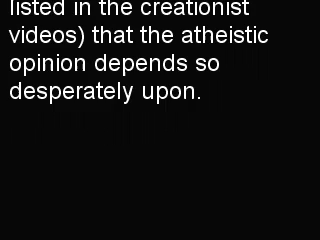 listed in the creationist
videos) that the atheistic
opinion depends so
desperately upon.